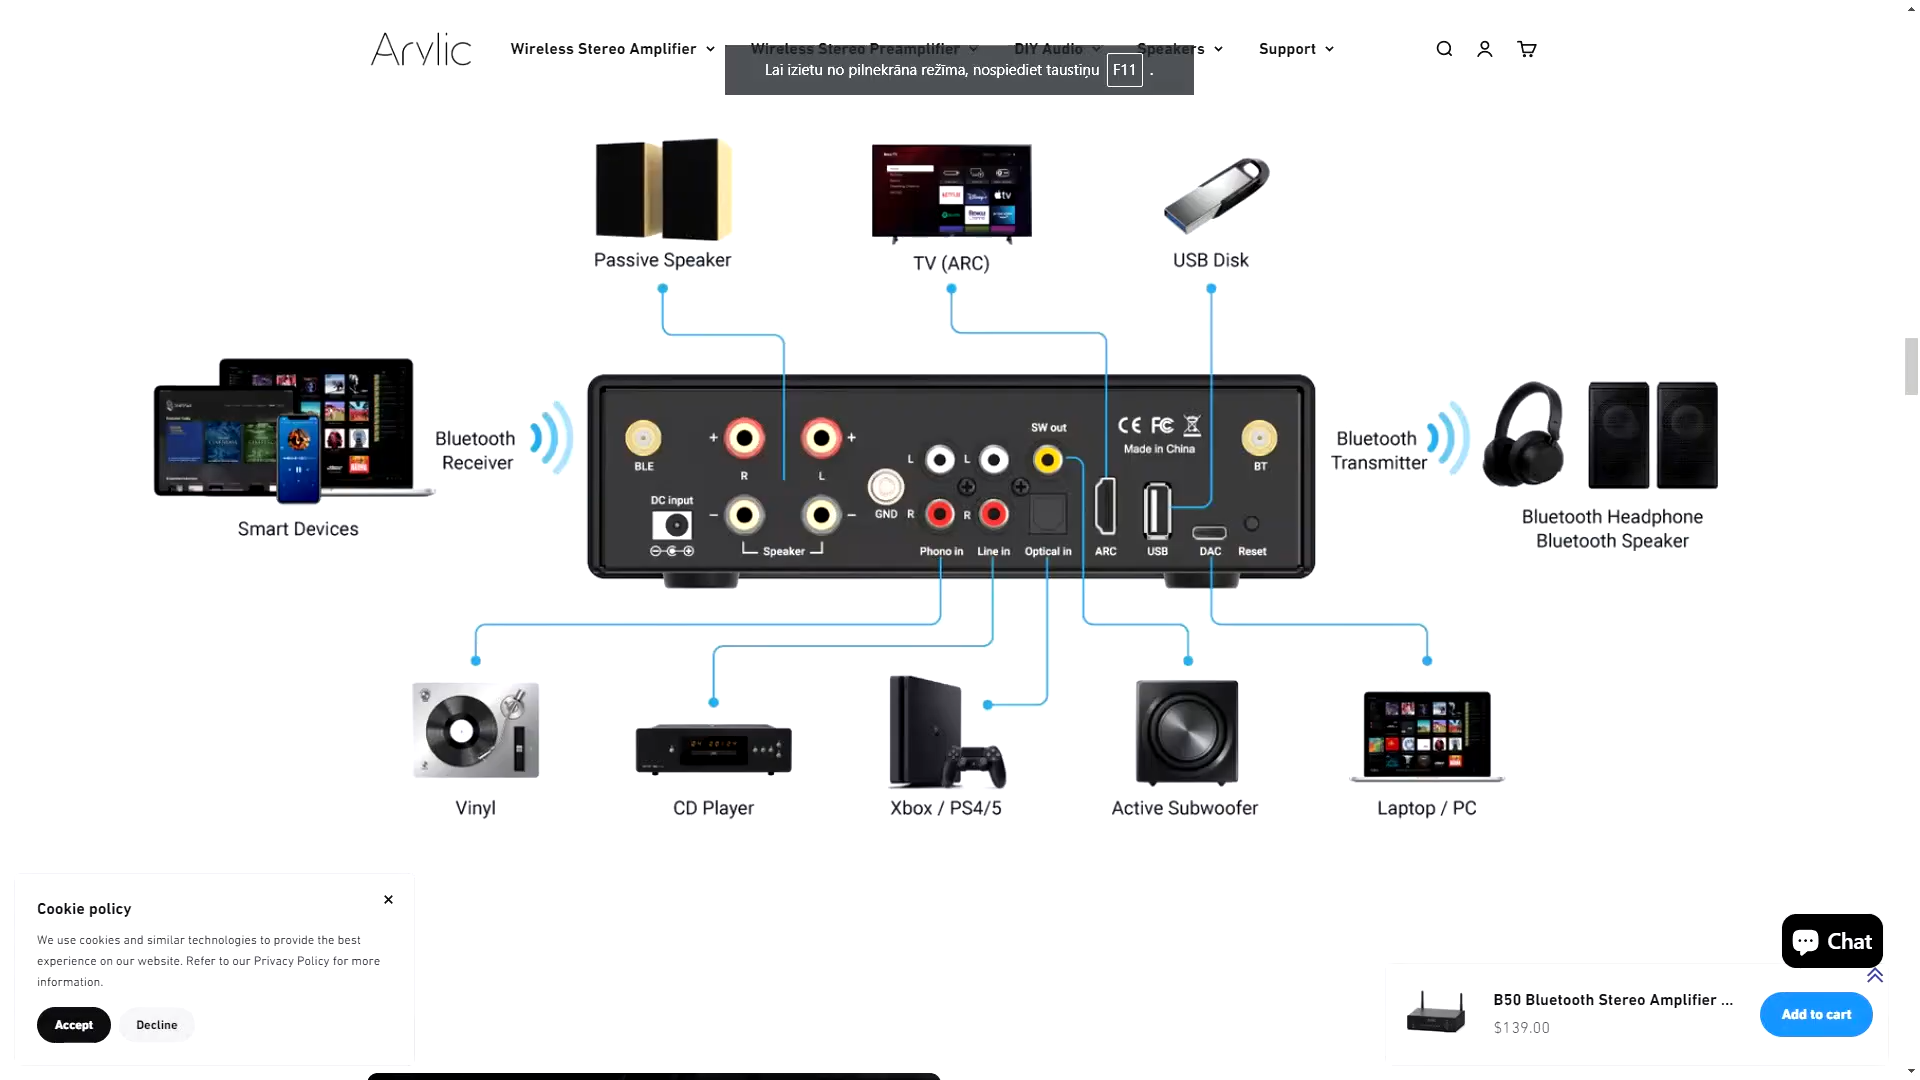 Arylic
Wireless Stereo Amplifier
Wireless Stereo Preamplifier
DIY Audio
Speakers
Support
Lai izietu no pilnekrāna režīma, nospiediet taustiņu F11 .
Passive Speaker
TV (ARC)
USB Disk
Bluetooth
Receiver
Smart Devices
Bluetooth
Transmitter
Bluetooth Headphone
Bluetooth Speaker
BLE
+
R
L
+
DC input
−
−
Speaker
GND
L
L
R
R
SW out
Made in China
BT
Phono in
Line in
Optical in
ARC
USB
DAC
Reset
Vinyl
CD Player
Xbox / PS4/5
Active Subwoofer
Laptop / PC
Cookie policy
We use cookies and similar technologies to provide the best
experience on our website. Refer to our Privacy Policy for more
information.
Accept
Decline
Chat
B50 Bluetooth Stereo Amplifier ...
$139.00
Add to cart